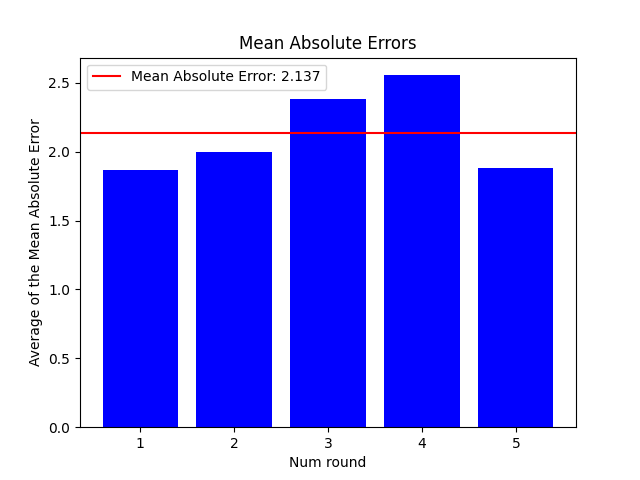 Mean Absolute Errors
Mean Absolute Error: 2.137
Average of the Mean Absolute Error
2.5
2.0
1.5
1.0
0.5
0.0
1 2 3 4 5
Num round